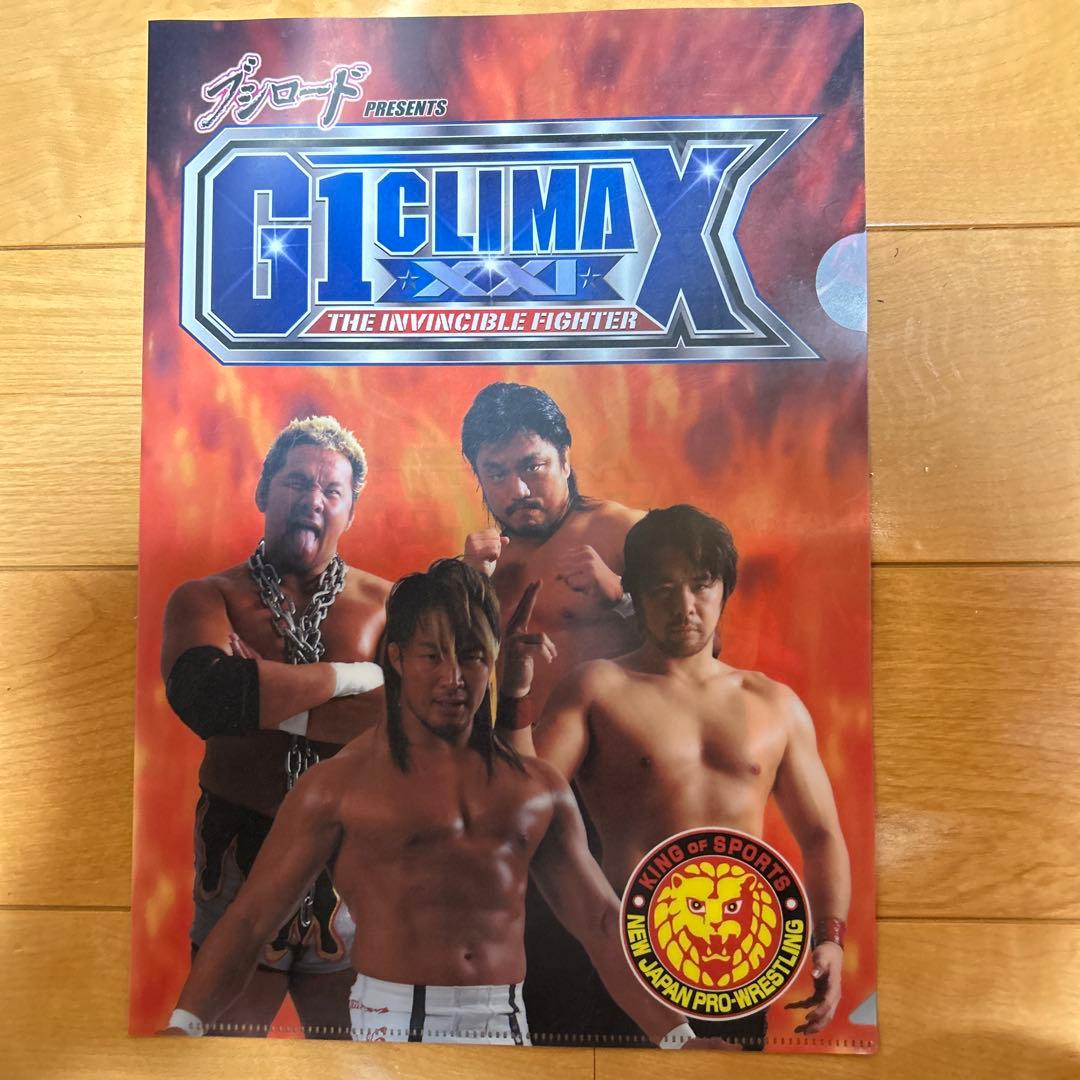 ブシロード PRESENTS
G1 CLIMAX
XXI
THE INVINCIBLE FIGHTER
KING OF SPORTS
NEW JAPAN PRO-WRESTLING